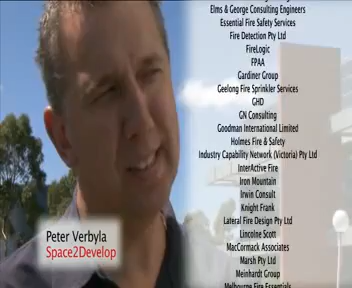 Elms & George Consulting Engineers
Essential Fire Safety Services
Fire Detection Pty Ltd
FireLogic
FPAA
Gardiner Group
Geelong Fire Sprinkler Services
GHD
GN Consulting
Goodman International Limited
Holmes Fire & Safety
Industry Capability Network (Victoria) Pty Ltd
InterActive Fire
Iron Mountain
Irwin Consult
Knight Frank
Lateral Fire Design Pty Ltd
Lincolne Scott
MacCormack Associates
Marsh Pty Ltd
Meinhardt Group
Melbourne Fire Essentials
Peter Verbyla
Space2Develop